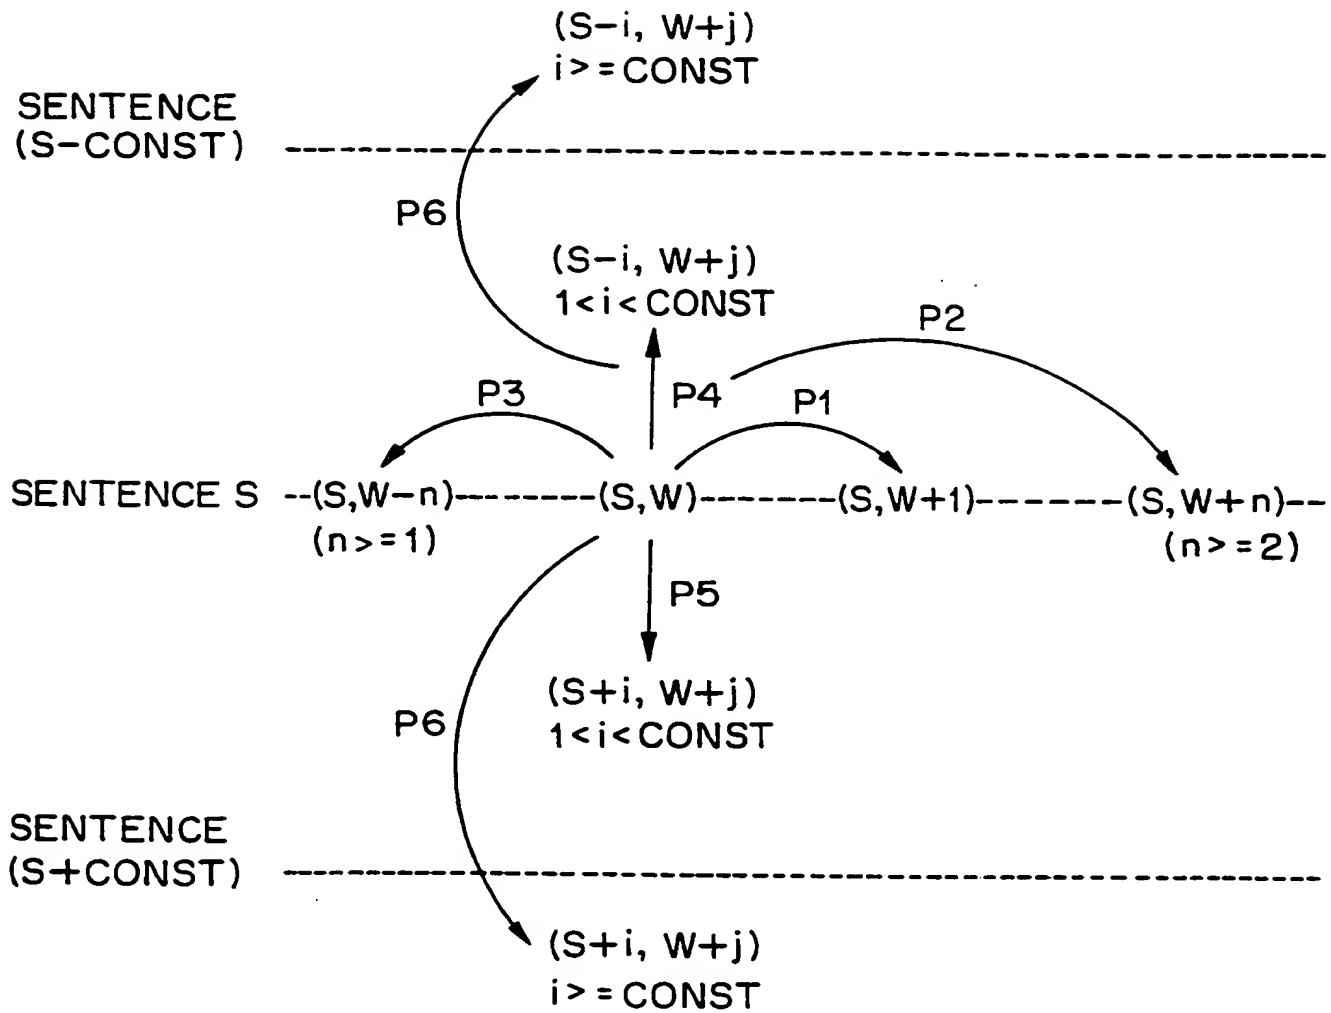 (S-i, W+j)
i>=CONST
SENTENCE
(S-CONST)
P6
(S-i, W+j)
1<i<CONST
P2
P3
P4
P1
SENTENCE S --(S,W-n)-------(S,W)-------(S,W+1)-------(S,W+n)--
(n>=1)
(n>=2)
P5
(S+i, W+j)
1<i<CONST
P6
SENTENCE
(S+CONST)
(S+i, W+j)
i>=CONST